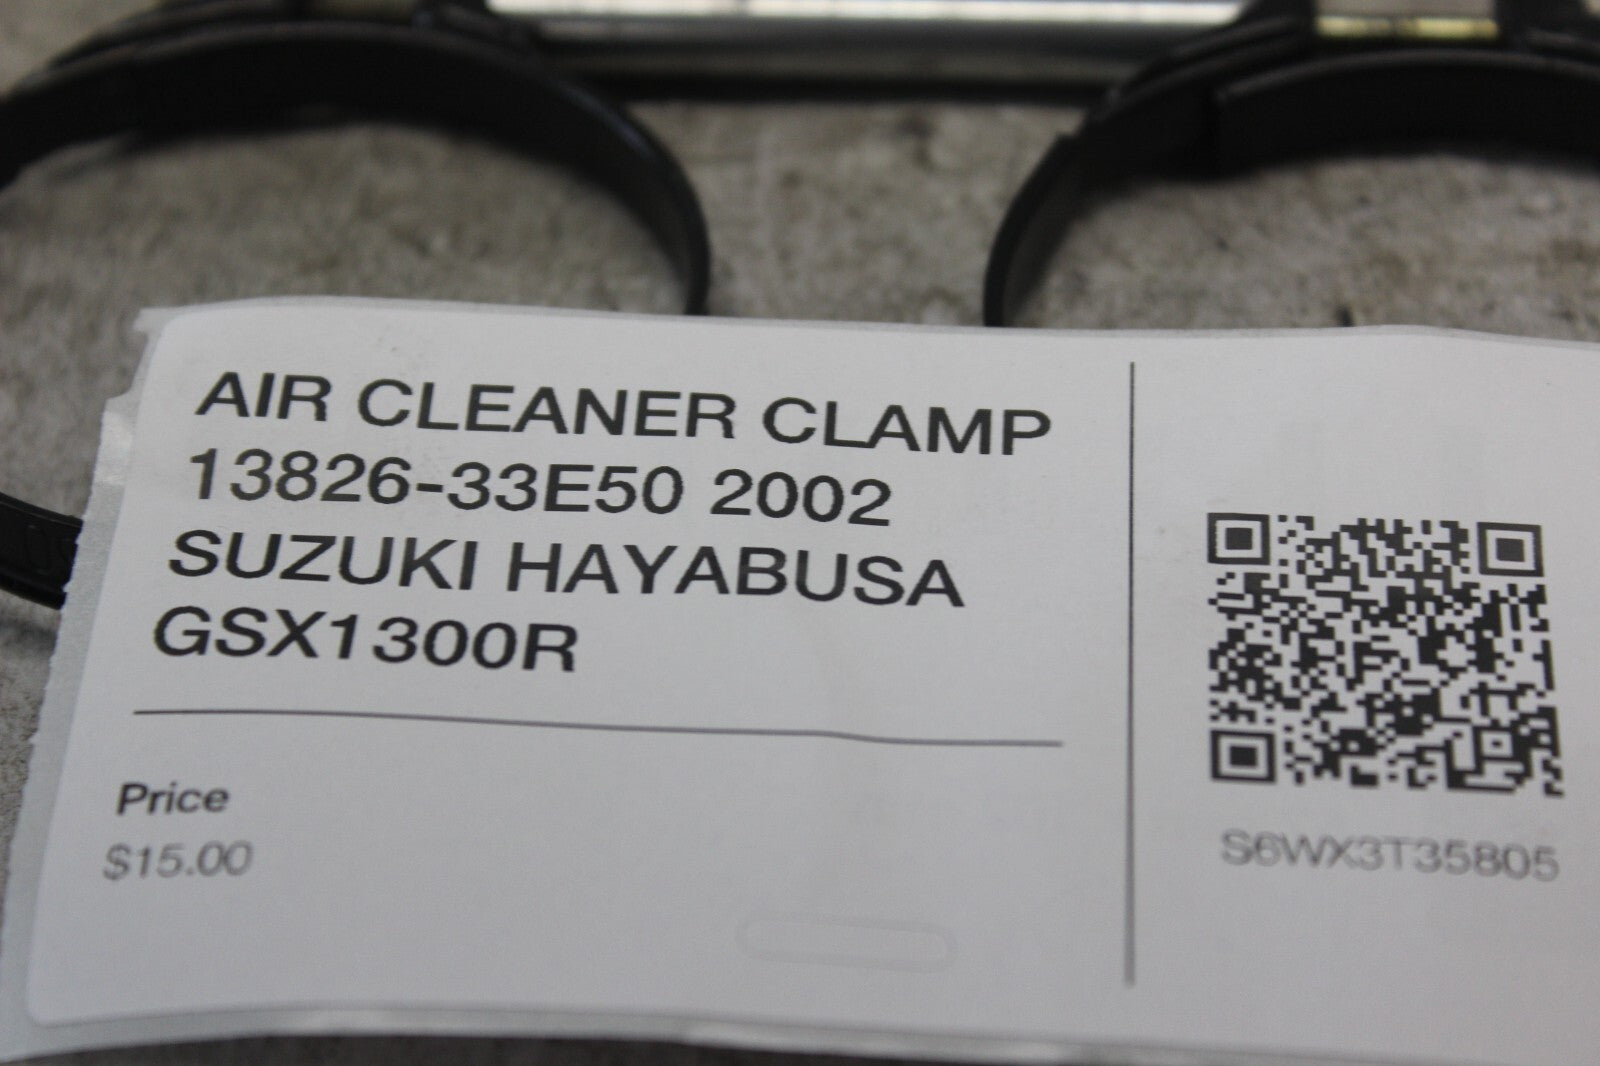 AIR CLEANER CLAMP
13826-33E50 2002
SUZUKI HAYABUSA
GSX1300R
Price
$15.00
S6WX3T35805